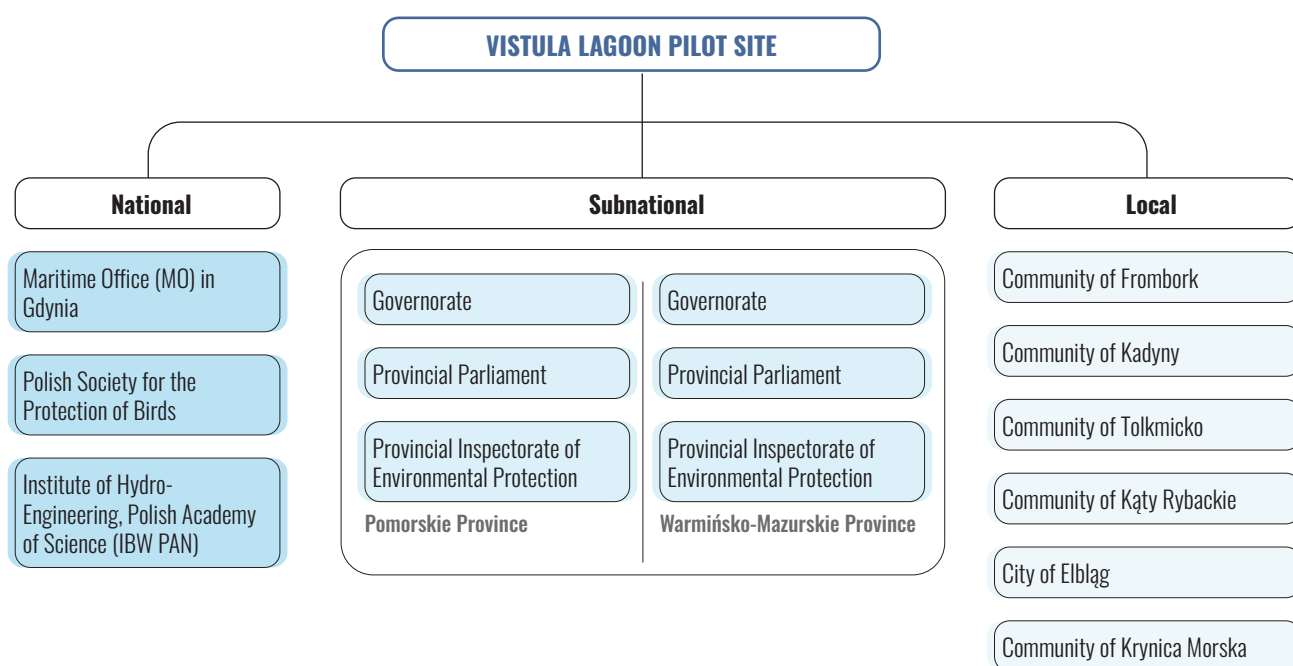 VISTULA LAGOON PILOT SITE
National
Maritime Office (MO) in
Gdynia
Polish Society for the
Protection of Birds
Institute of Hydro-
Engineering, Polish Academy
of Science (IBW PAN)
Subnational
Governorate
Provincial Parliament
Provincial Inspectorate of
Environmental Protection
Pomorskie Province
Governorate
Provincial Parliament
Provincial Inspectorate of
Environmental Protection
Warmińsko-Mazurskie Province
Local
Community of Frombork
Community of Kadyny
Community of Tolkmicko
Community of Kąty Rybackie
City of Elbląg
Community of Krynica Morska